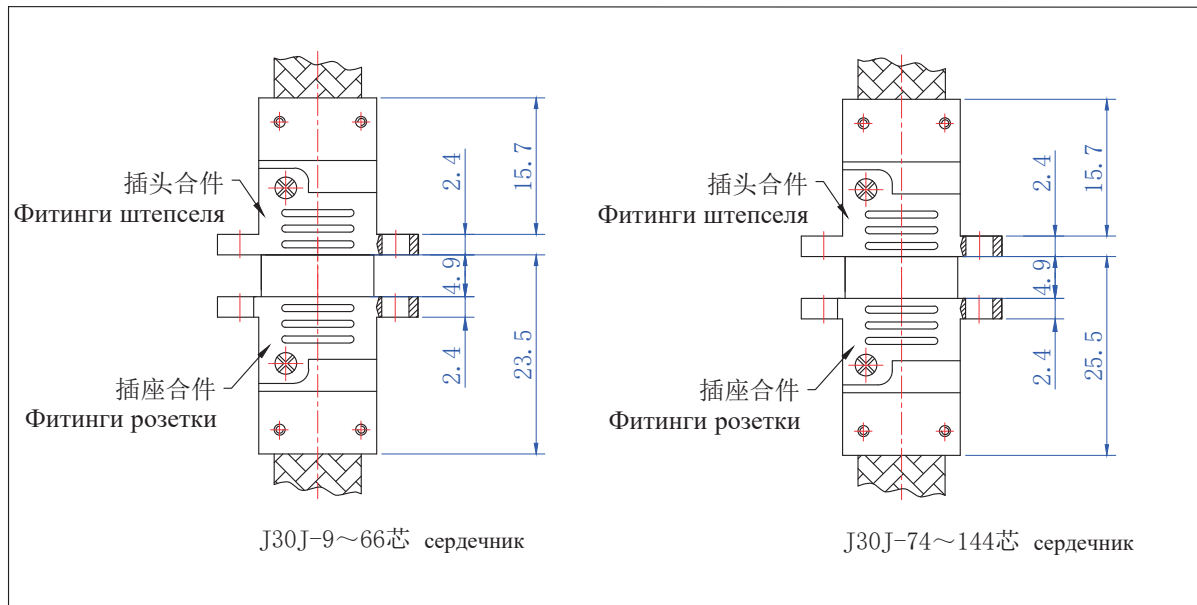 插头合件
Фитинги штепселя
插座合件
Фитинги розетки
2.4
15.7
4.9
2.4
23.5
J30J-9～66芯 сердечник
插头合件
Фитинги штепселя
插座合件
Фитинги розетки
2.4
15.7
4.9
2.4
25.5
J30J-74～144芯 сердечник